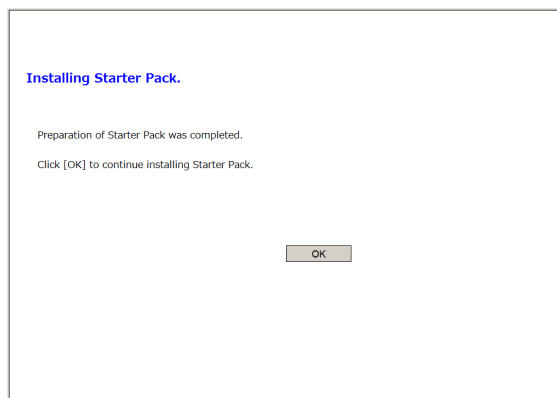 Installing Starter Pack.
Preparation of Starter Pack was completed.
Click [OK] to continue installing Starter Pack.
OK